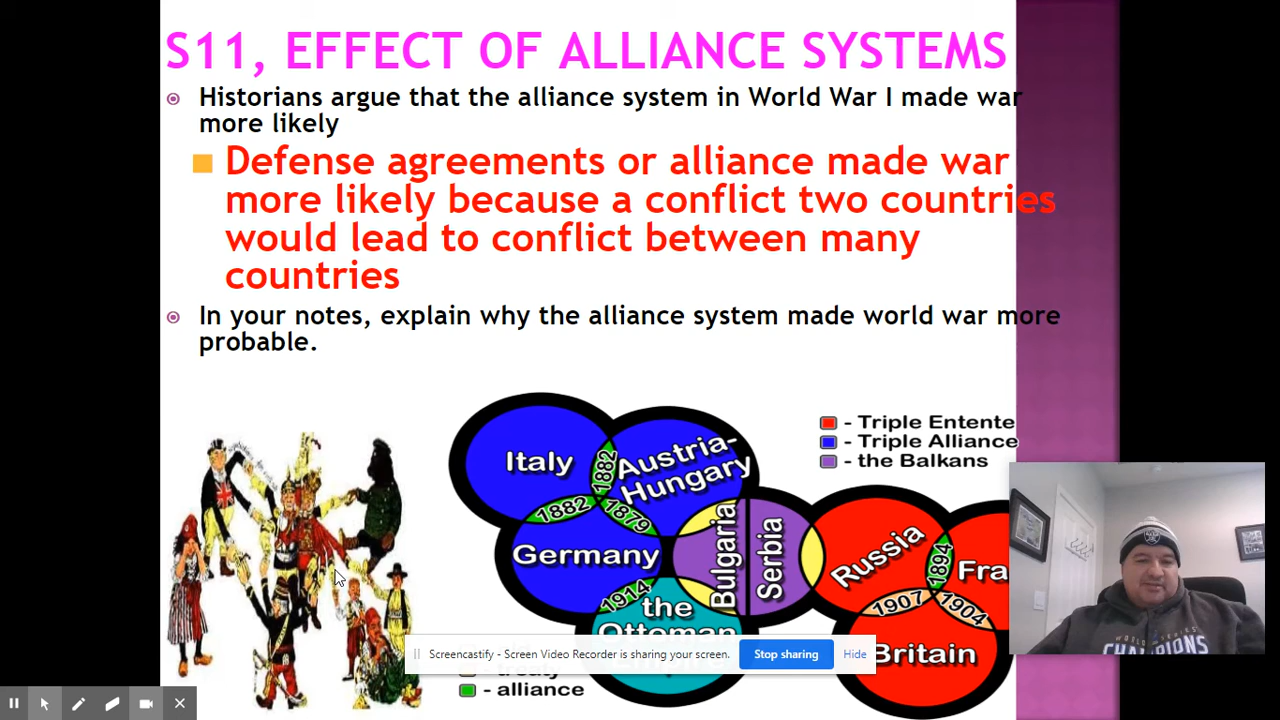 S11, EFFECT OF ALLIANCE SYSTEMS
Historians argue that the alliance system in World War I made war
more likely
Defense agreements or alliance made war
more likely because a conflict two countries
would lead to conflict between many
countries
In your notes, explain why the alliance system made world war more
probable.
- Triple Entente
- Triple Alliance
- the Balkans
Italy
1882
Austria-
Hungary
1882
1879
Germany
Bulgaria
Serbia
Russia
1894
Fra
1914
the
Ottoman
1907
1904
Britain
Screencastify - Screen Video Recorder is sharing your screen.
Stop sharing
Hide
- treaty
- alliance
WORLD SERIES
CHAMPIONS